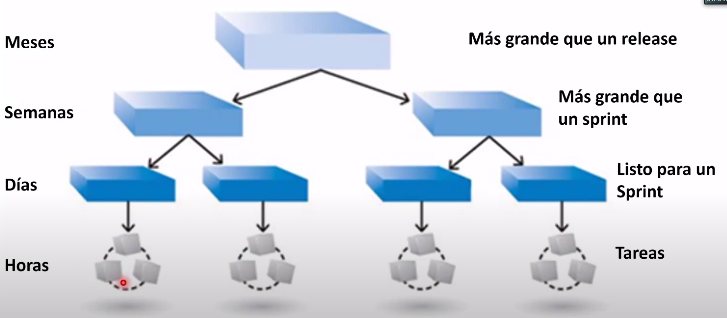 Meses
Más grande que un release
Semanas
Más grande que
un sprint
Días
Listo para un
Sprint
Horas
Tareas